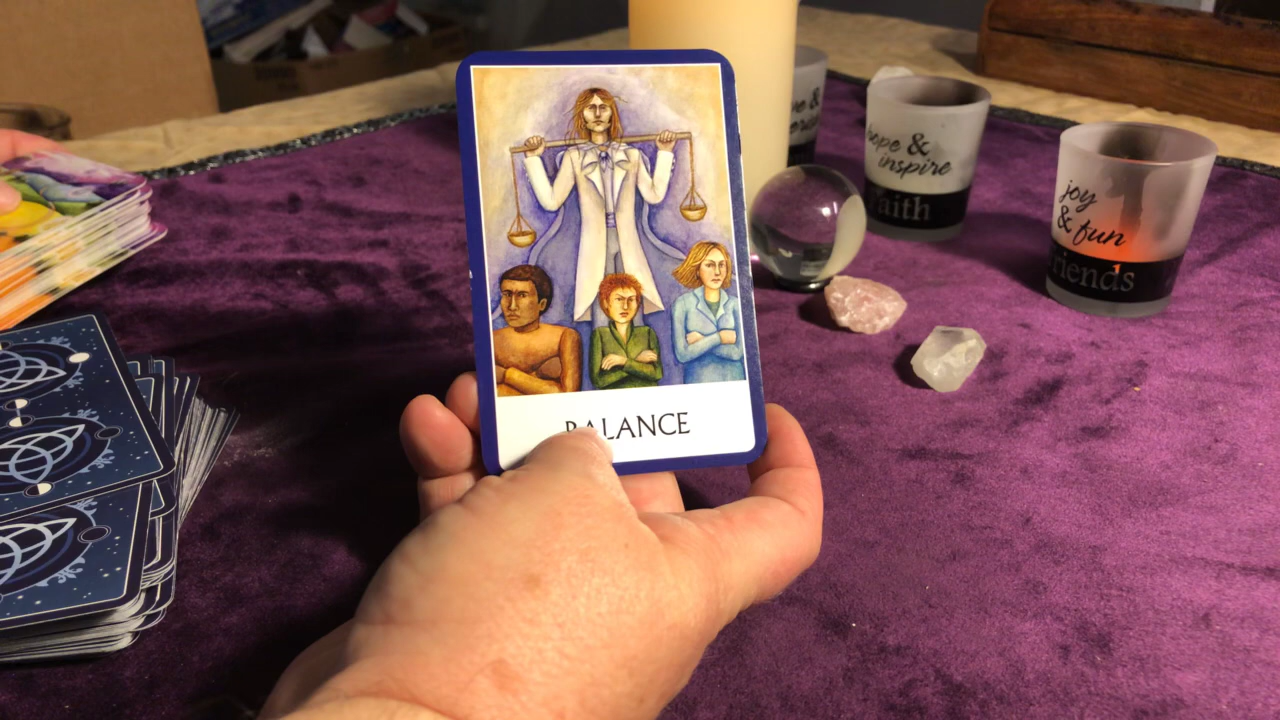 BALANCE
hope &
inspire
faith
joy
& fun
friends